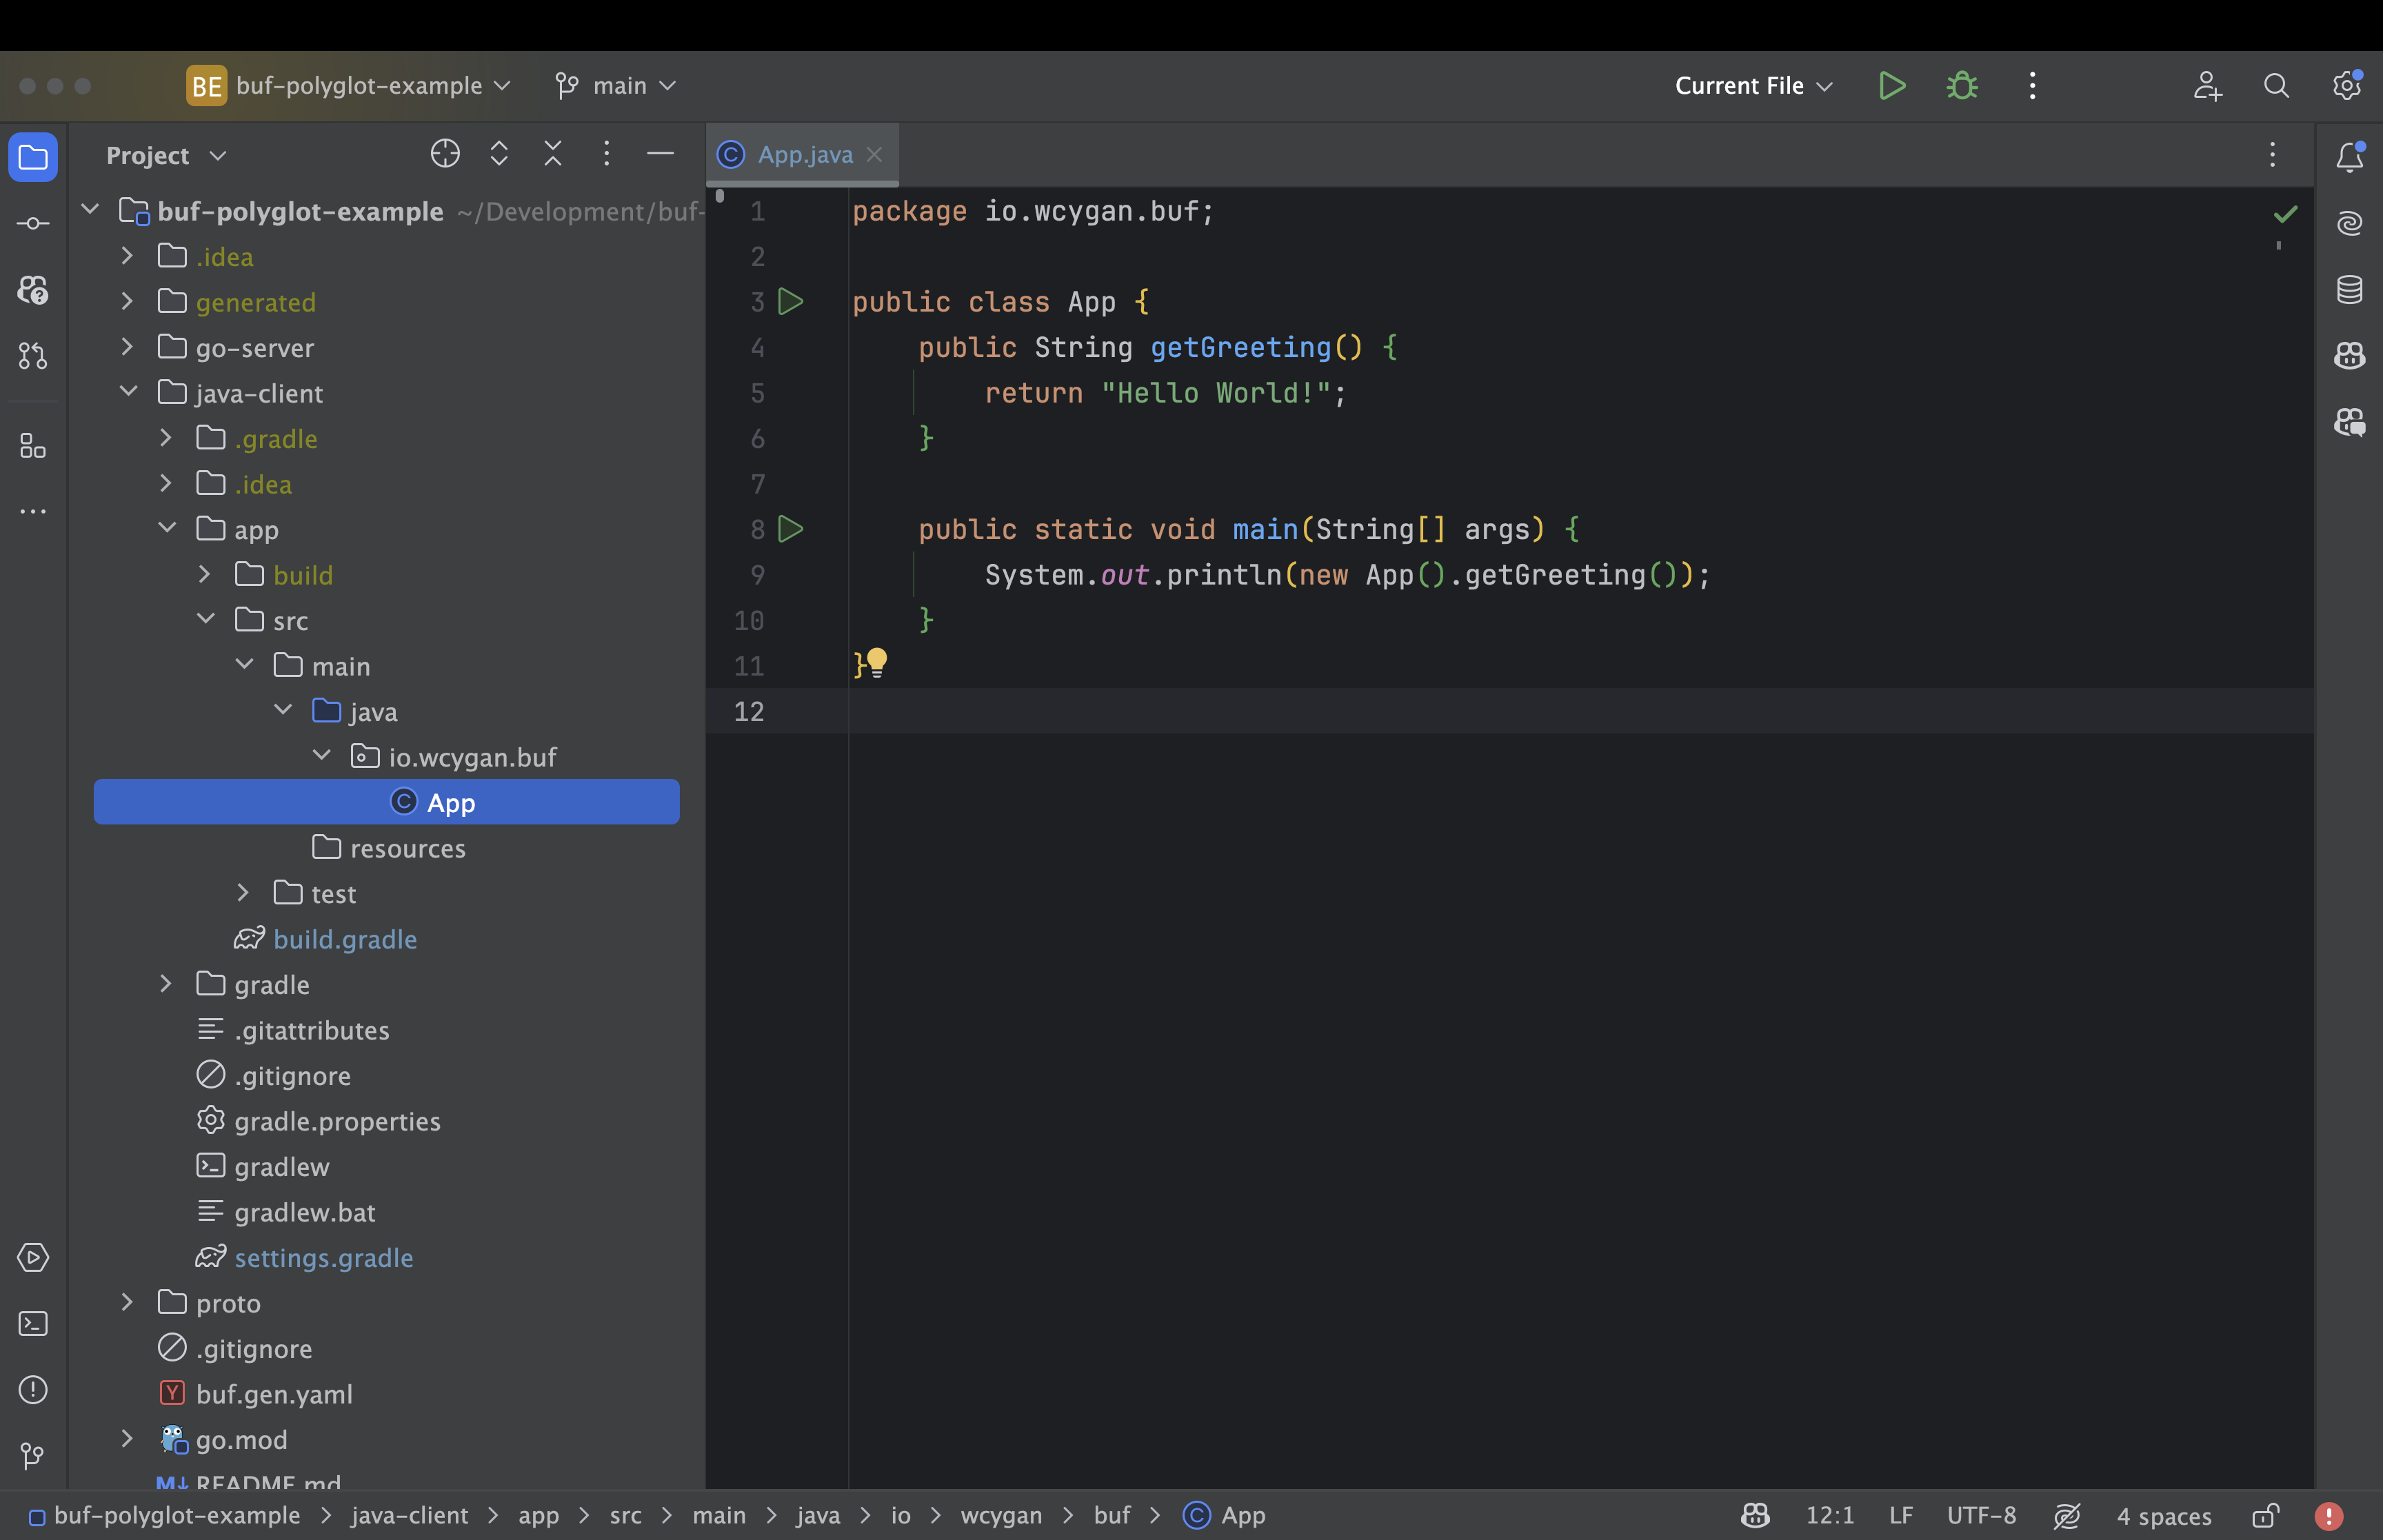 BE buf-polyglot-example main Current File
Project
buf-polyglot-example ~/Development/buf-
.idea
generated
go-server
java-client
.gradle
.idea
app
build
src
main
java
io.wcygan.buf
App
resources
test
build.gradle
gradle
.gitattributes
.gitignore
gradle.properties
gradlew
gradlew.bat
settings.gradle
proto
.gitignore
buf.gen.yaml
go.mod
README.md
App.java
1 package io.wcygan.buf;
2
3 public class App {
4 public String getGreeting() {
5 return "Hello World!";
6 }
7
8 public static void main(String[] args) {
9 System.out.println(new App().getGreeting());
10 }
11 }
12
buf-polyglot-example > java-client > app > src > main > java > io > wcygan > buf > App
12:1 LF UTF-8 4 spaces